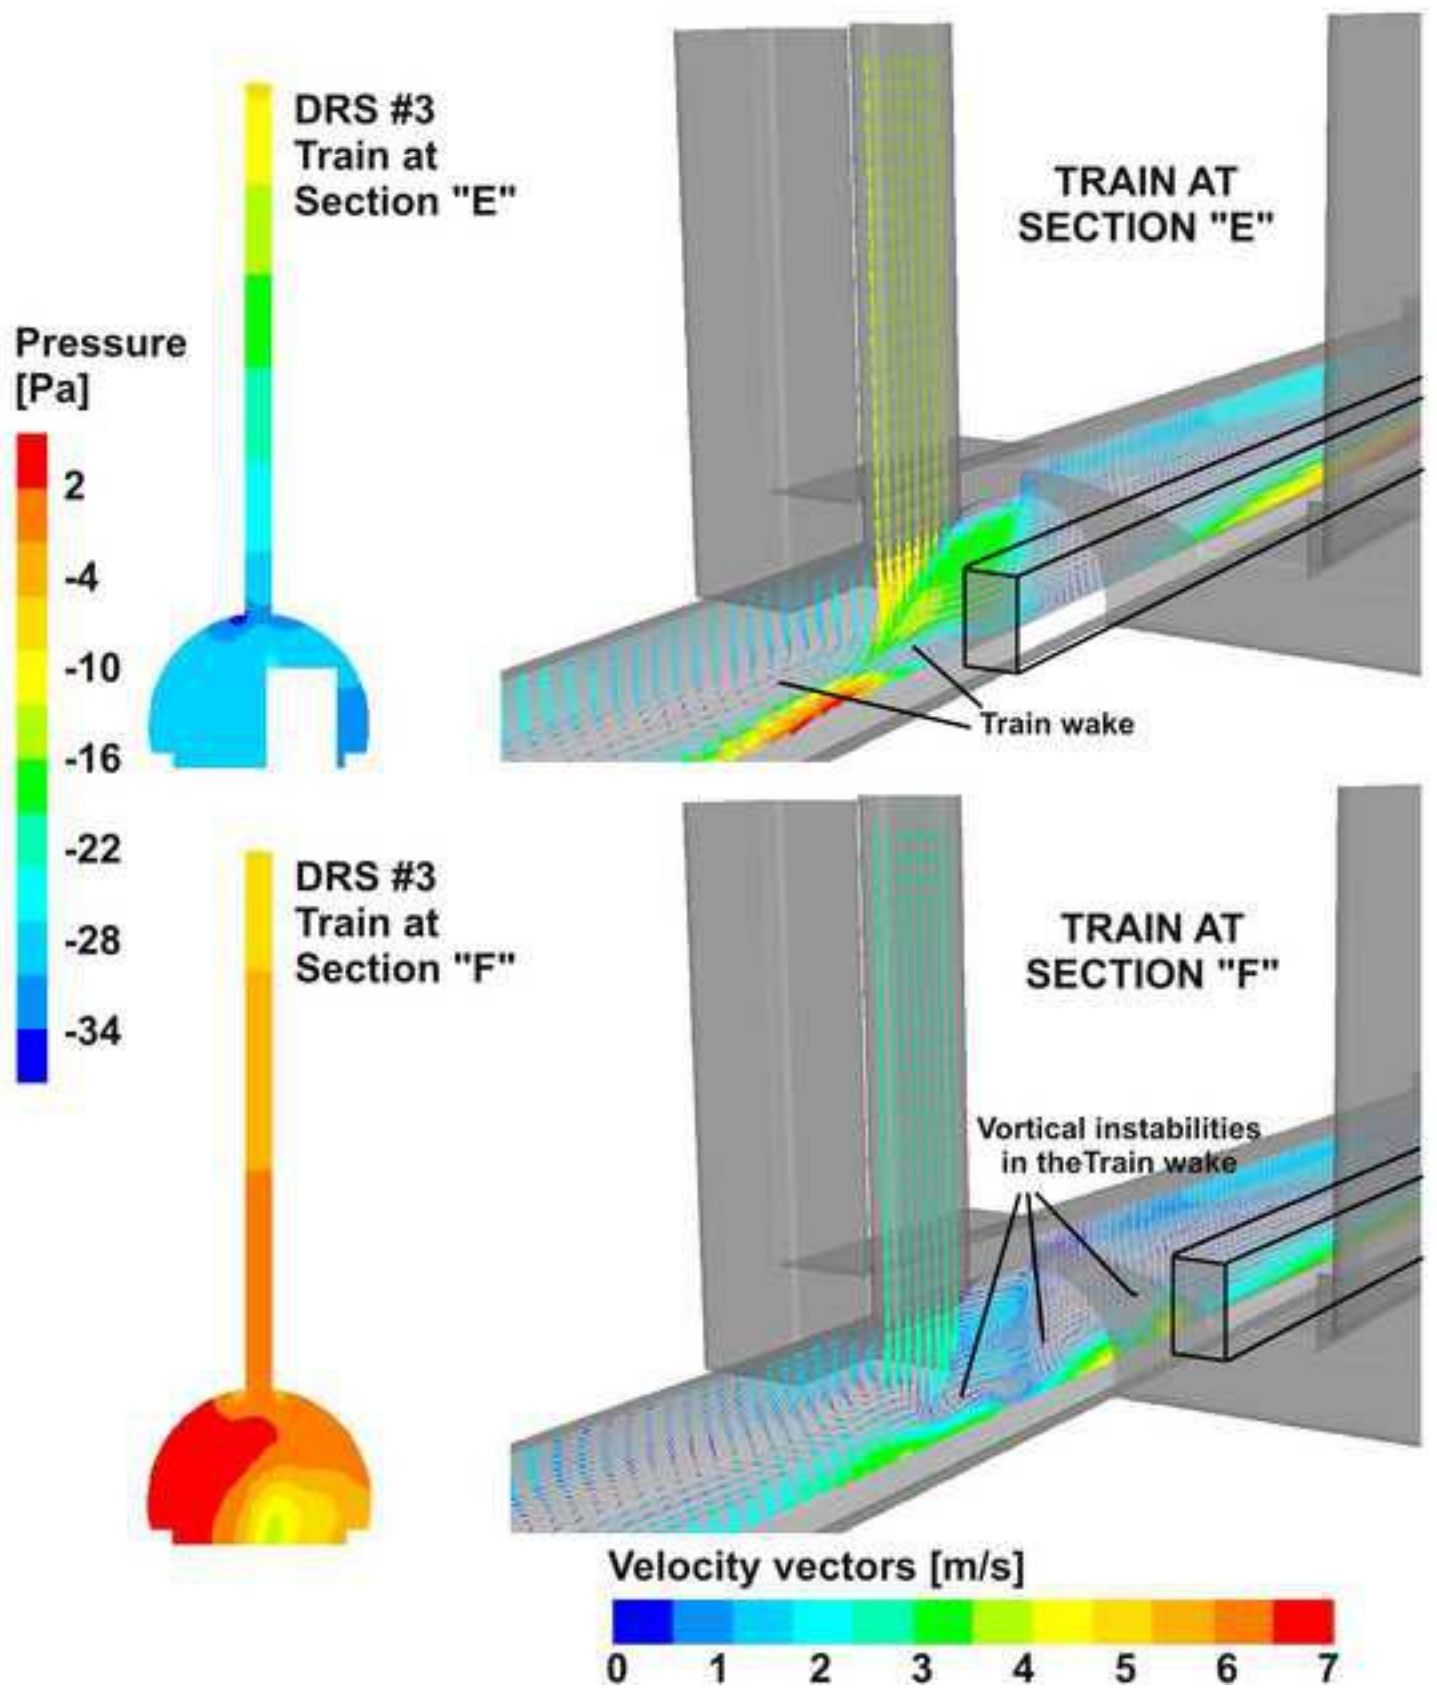 DRS #3
Train at
Section "E"
TRAIN AT
SECTION "E"
Pressure
[Pa]
2
-4
-10
-16
-22
-28
-34
Train wake
DRS #3
Train at
Section "F"
TRAIN AT
SECTION "F"
Vortical instabilities
in theTrain wake
Velocity vectors [m/s]
0 1 2 3 4 5 6 7